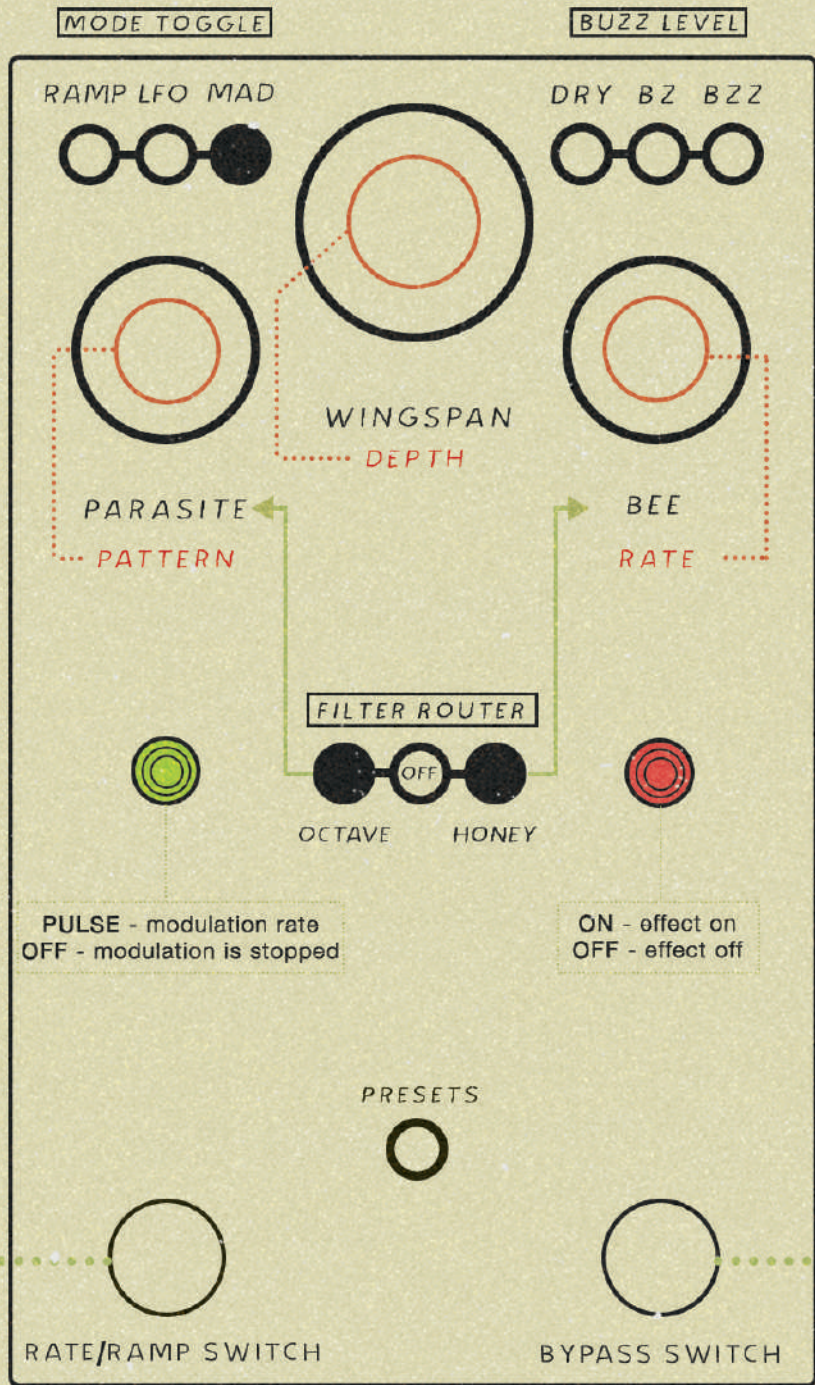 MODE TOGGLE
BUZZ LEVEL
RAMP LFO MAD
DRY BZ BZZ
WINGSPAN
DEPTH
PARASITE
PATTERN
BEE
RATE
FILTER ROUTER
OFF
OCTAVE
HONEY
PULSE - modulation rate
OFF - modulation is stopped
ON - effect on
OFF - effect off
PRESETS
RATE/RAMP SWITCH
BYPASS SWITCH